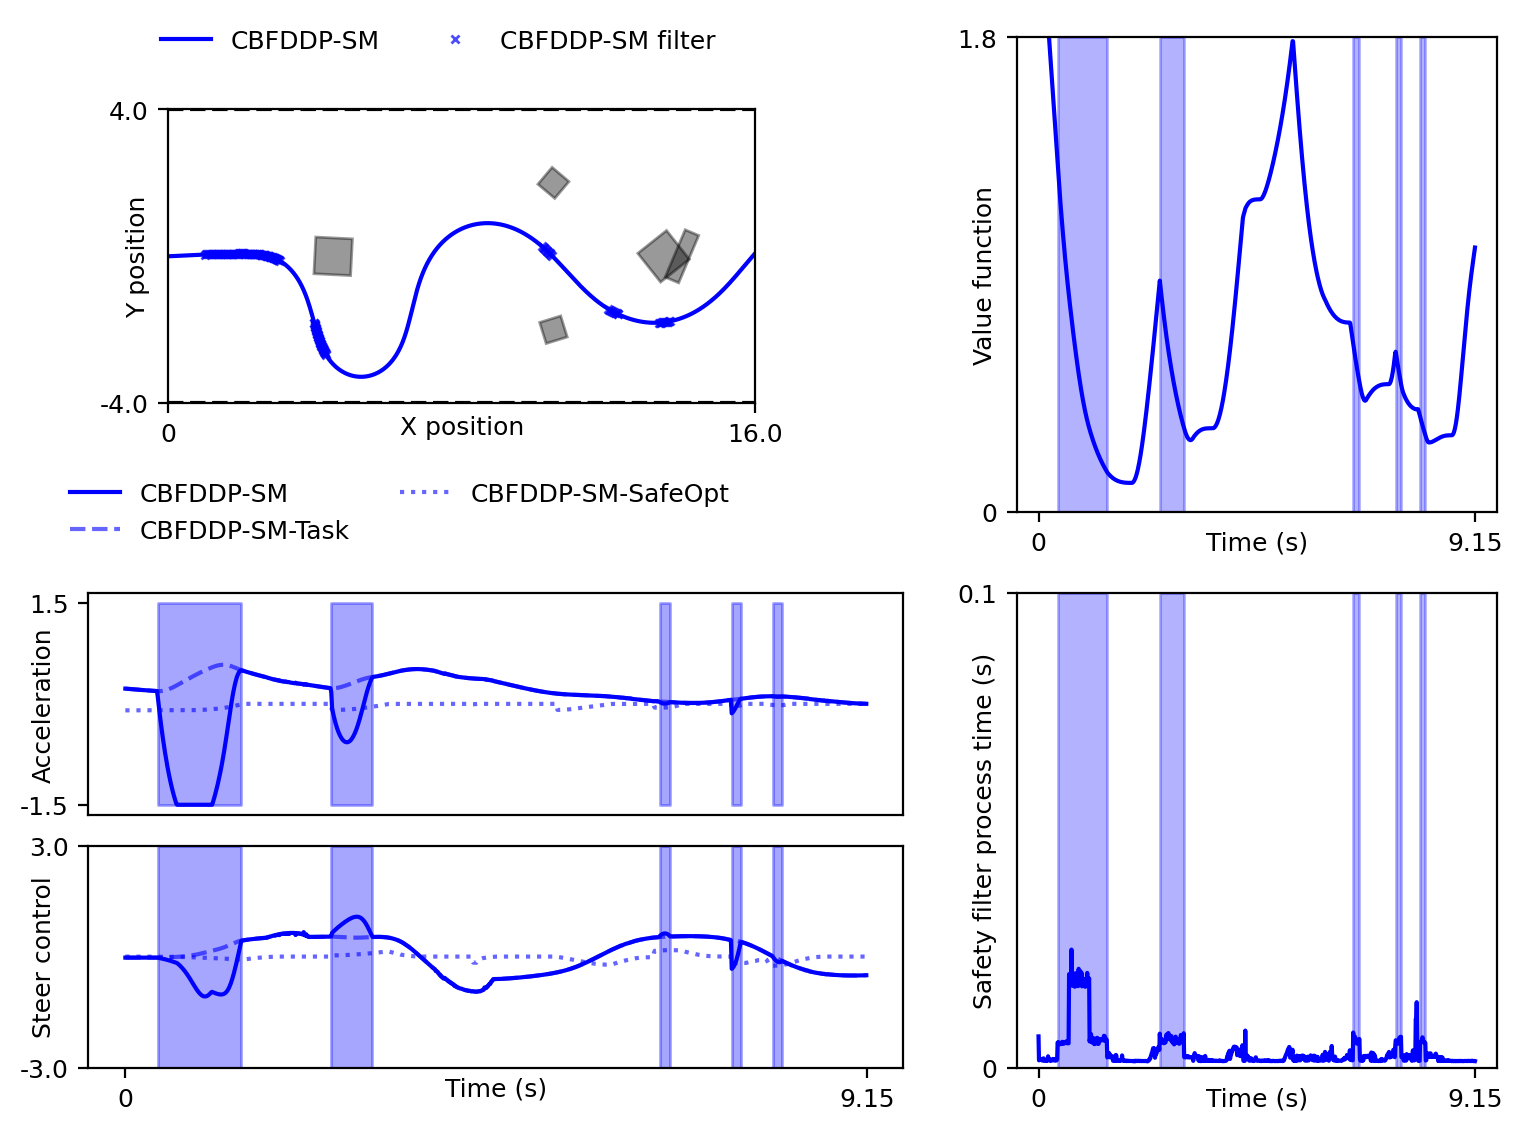 CBFDDP-SM
CBFDDP-SM filter
4.0
Y position
-4.0
0
X position
16.0
1.8
Value function
0
0
Time (s)
9.15
CBFDDP-SM
CBFDDP-SM-SafeOpt
CBFDDP-SM-Task
1.5
Acceleration
-1.5
3.0
Steer control
-3.0
0
Time (s)
9.15
0.1
Safety filter process time (s)
0
0
Time (s)
9.15